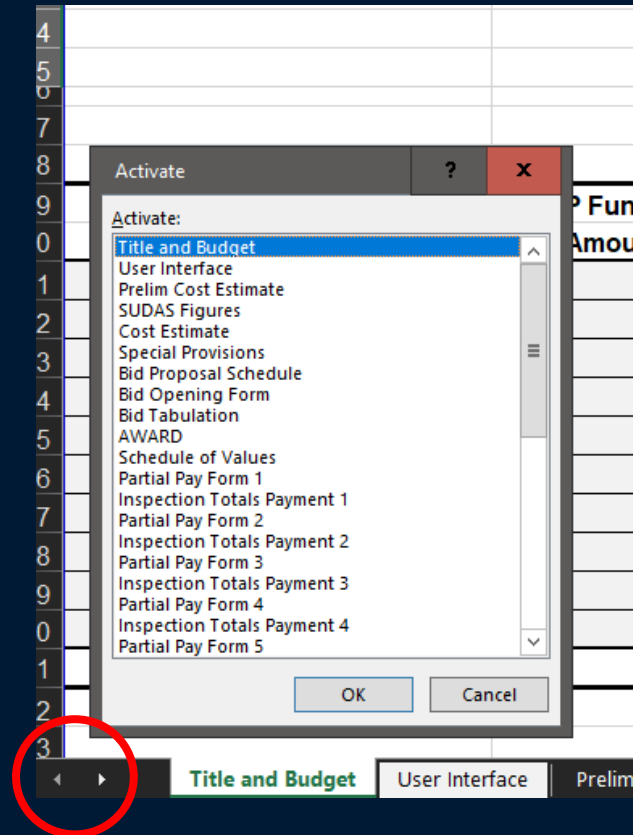 4
5
6
7
8
Activate ? x
9
P Fun
Activate:
0
Amou
Title and Budget
User Interface
1
Prelim Cost Estimate
SUDAS Figures
2
Cost Estimate
Special Provisions
3
Bid Proposal Schedule
Bid Opening Form
4
Bid Tabulation
AWARD
5
Schedule of Values
Partial Pay Form 1
6
Inspection Totals Payment 1
Partial Pay Form 2
7
Inspection Totals Payment 2
Partial Pay Form 3
8
Inspection Totals Payment 3
Partial Pay Form 4
9
Inspection Totals Payment 4
0
Partial Pay Form 5
1
OK Cancel
2
3
Title and Budget User Interface Prelim